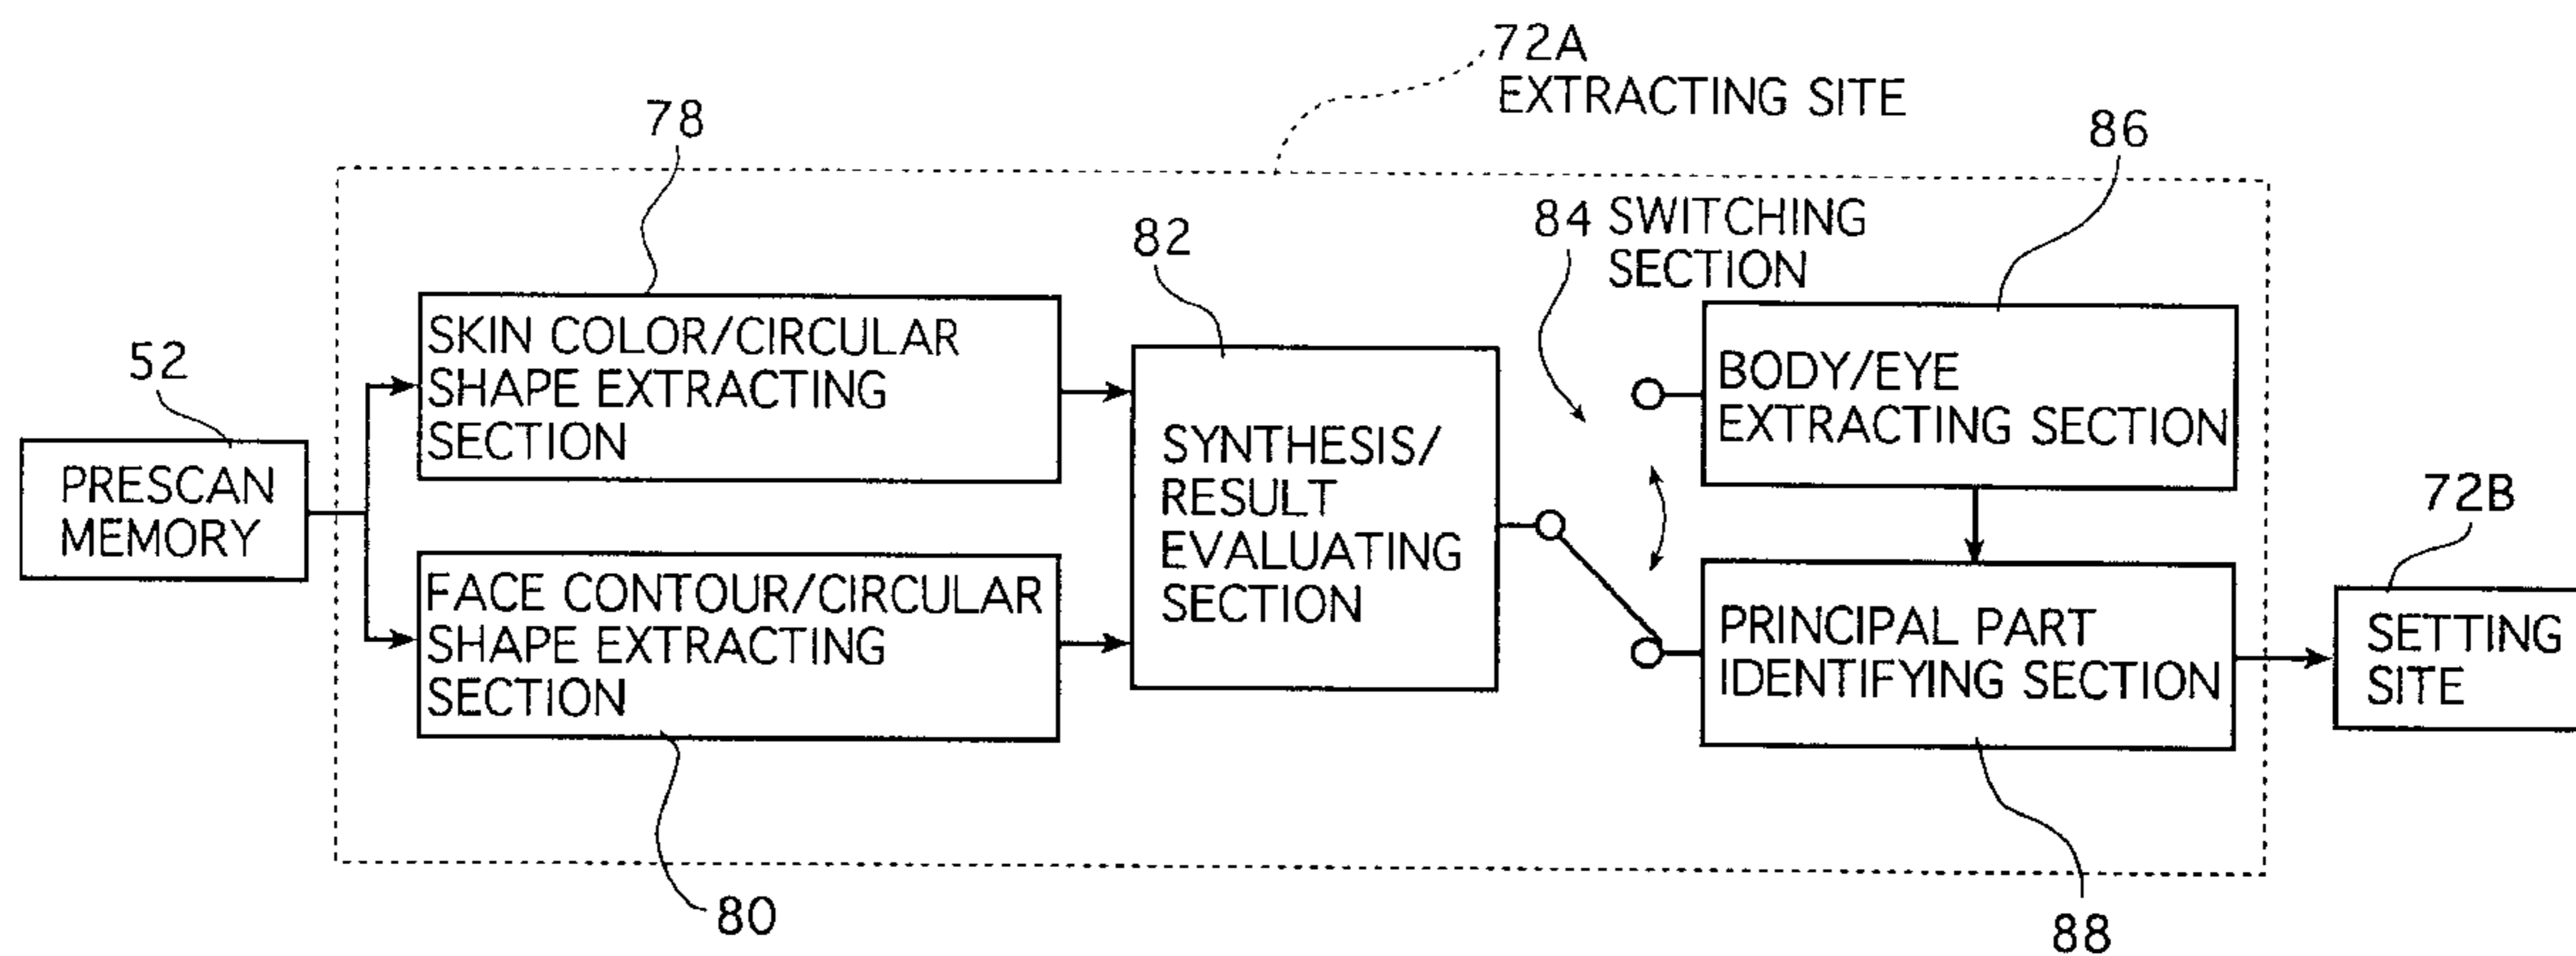 72A
EXTRACTING SITE
78
86
84 SWITCHING
SECTION
82
52
SKIN COLOR/CIRCULAR
SHAPE EXTRACTING
SECTION
BODY/EYE
EXTRACTING SECTION
PRESCAN
MEMORY
SYNTHESIS/
RESULT
EVALUATING
SECTION
72B
FACE CONTOUR/CIRCULAR
SHAPE EXTRACTING
SECTION
PRINCIPAL PART
IDENTIFYING SECTION
SETTING
SITE
80
88